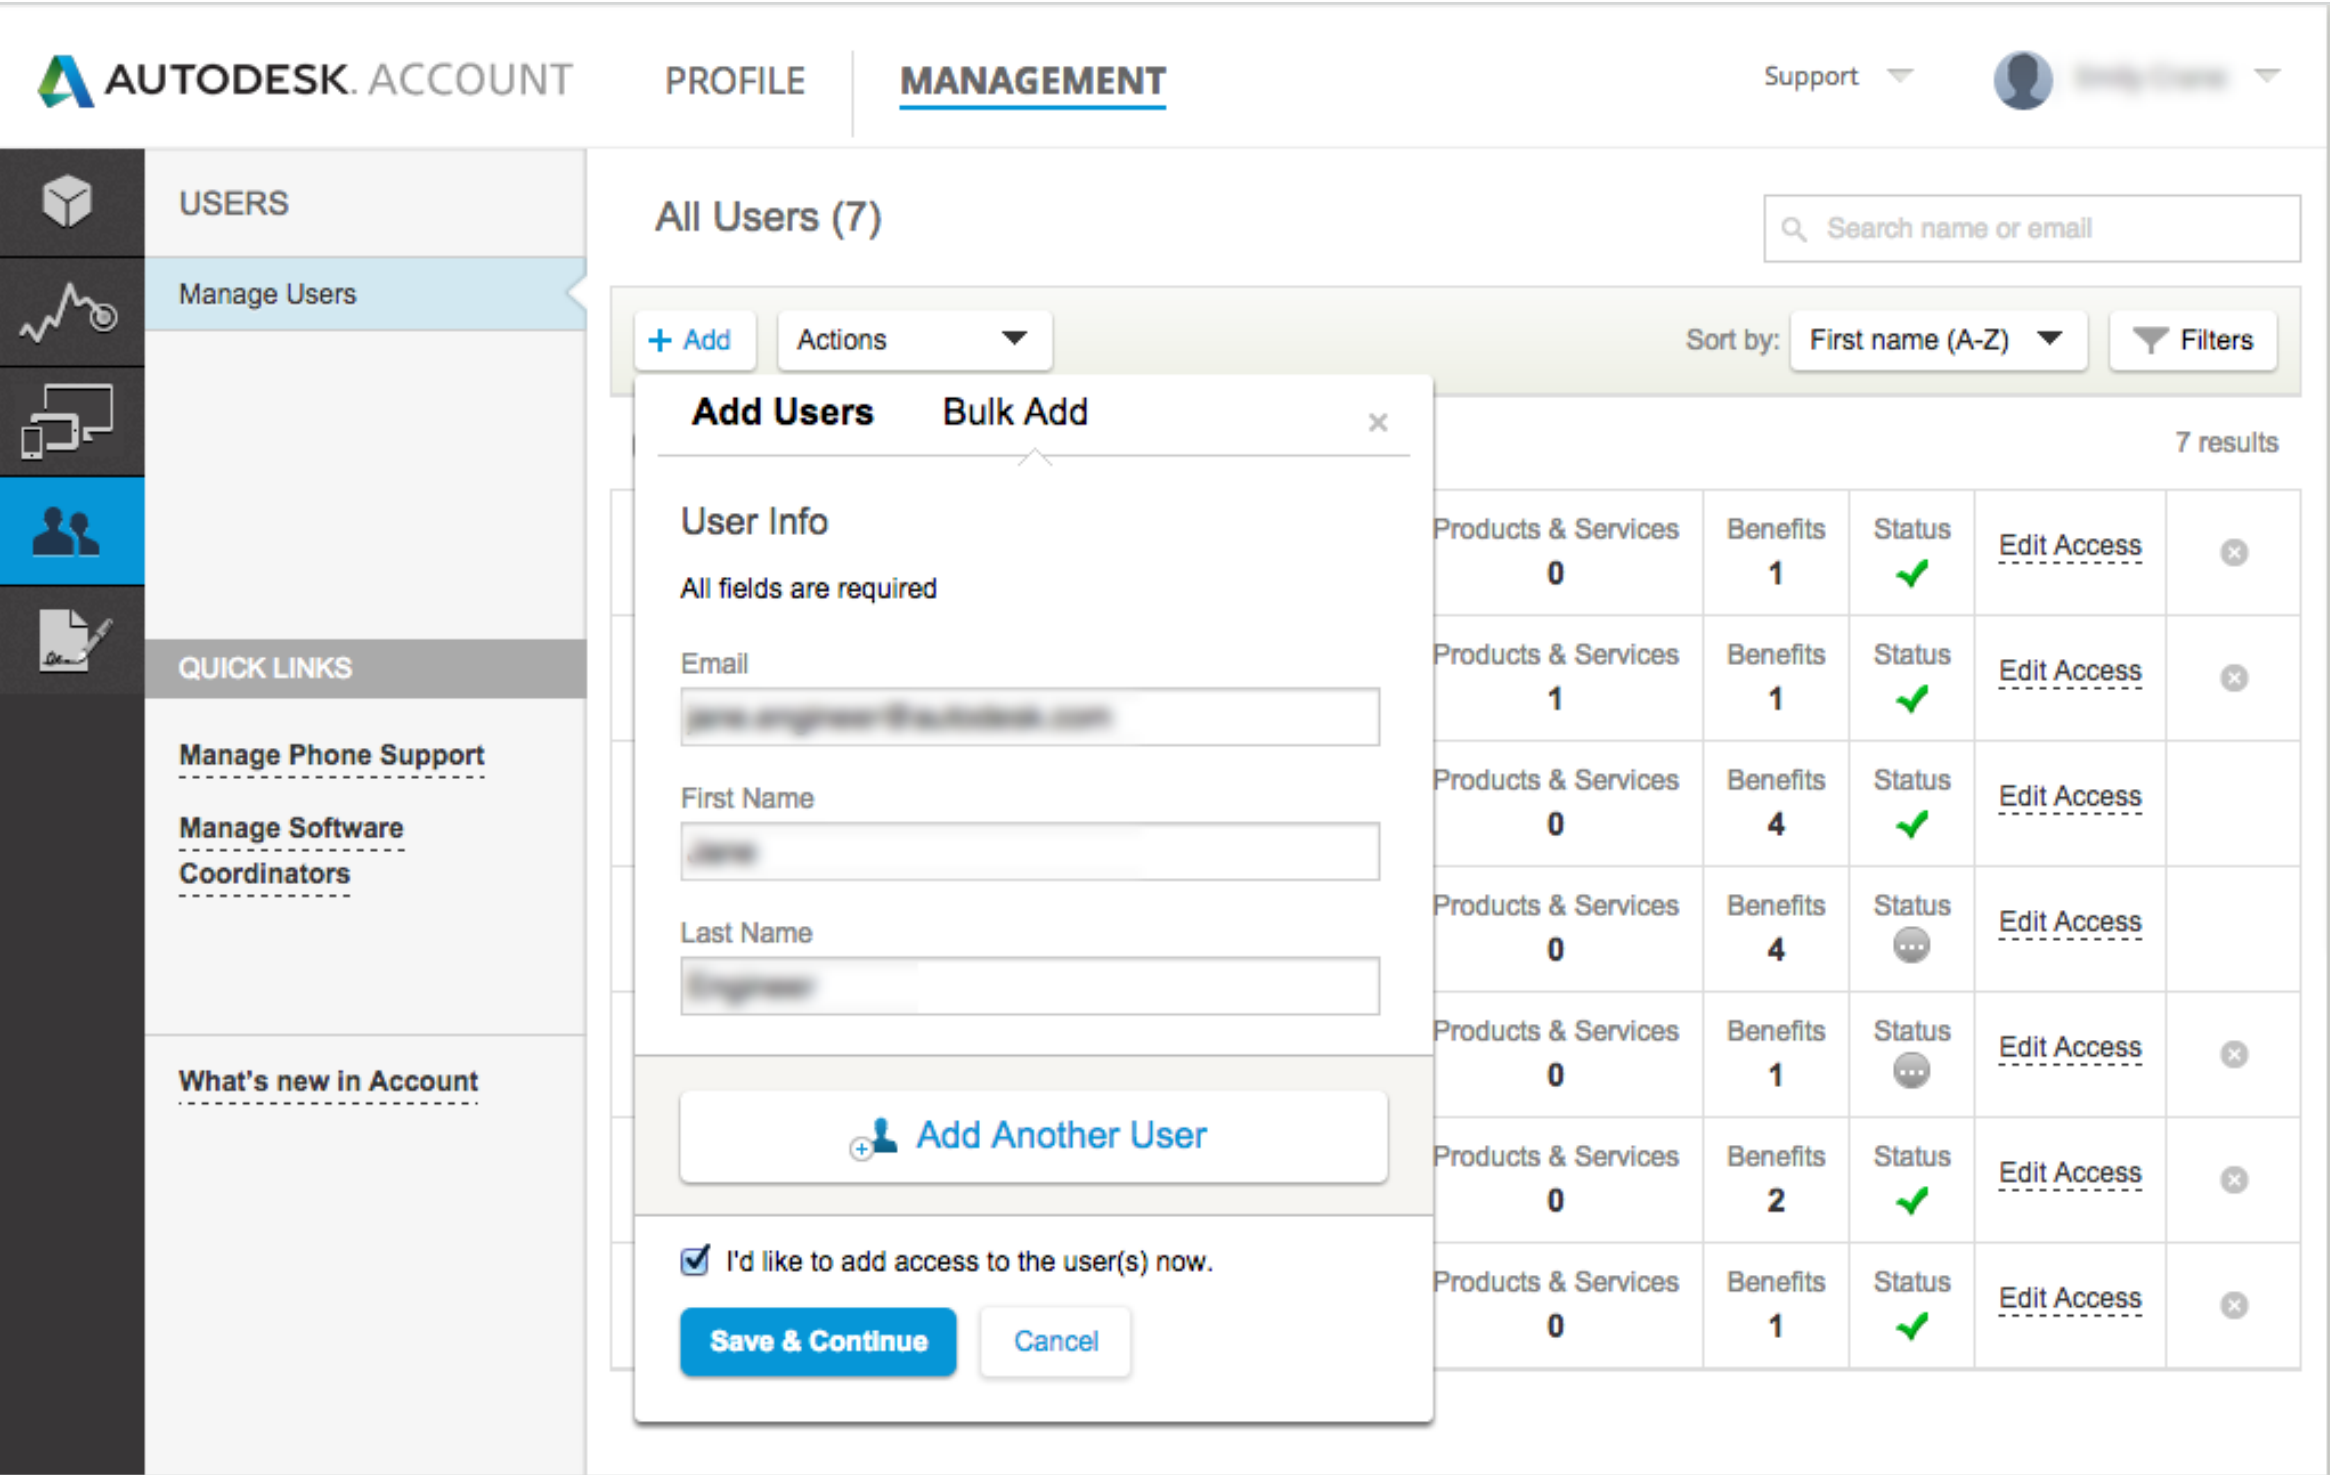 AUTODESK. ACCOUNT
PROFILE
MANAGEMENT
Support
USERS
Manage Users
QUICK LINKS
Manage Phone Support
Manage Software
Coordinators
What's new in Account
All Users (7)
Search name or email
+ Add
Actions
Sort by:
First name (A-Z)
Filters
7 results
Add Users
Bulk Add
×
User Info
All fields are required
Email
First Name
Last Name
Add Another User
I'd like to add access to the user(s) now.
Save & Continue
Cancel
Products & Services Benefits Status
0 1
Edit Access
Products & Services Benefits Status
1 1
Edit Access
Products & Services Benefits Status
0 4
Edit Access
Products & Services Benefits Status
0 4
Edit Access
Products & Services Benefits Status
0 1
Edit Access
Products & Services Benefits Status
0 2
Edit Access
Products & Services Benefits Status
0 1
Edit Access